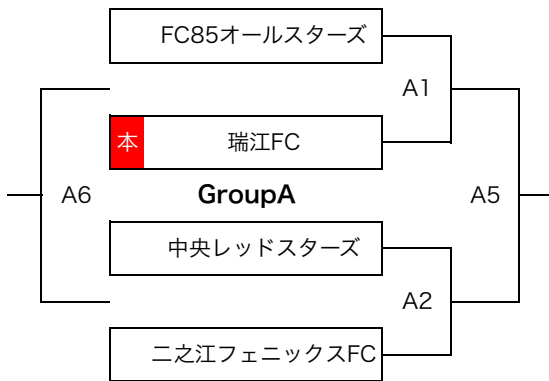 FC85オールスターズ
A1
本 瑞江FC
A6 GroupA A5
中央レッドスターズ
A2
二之江フェニックスFC